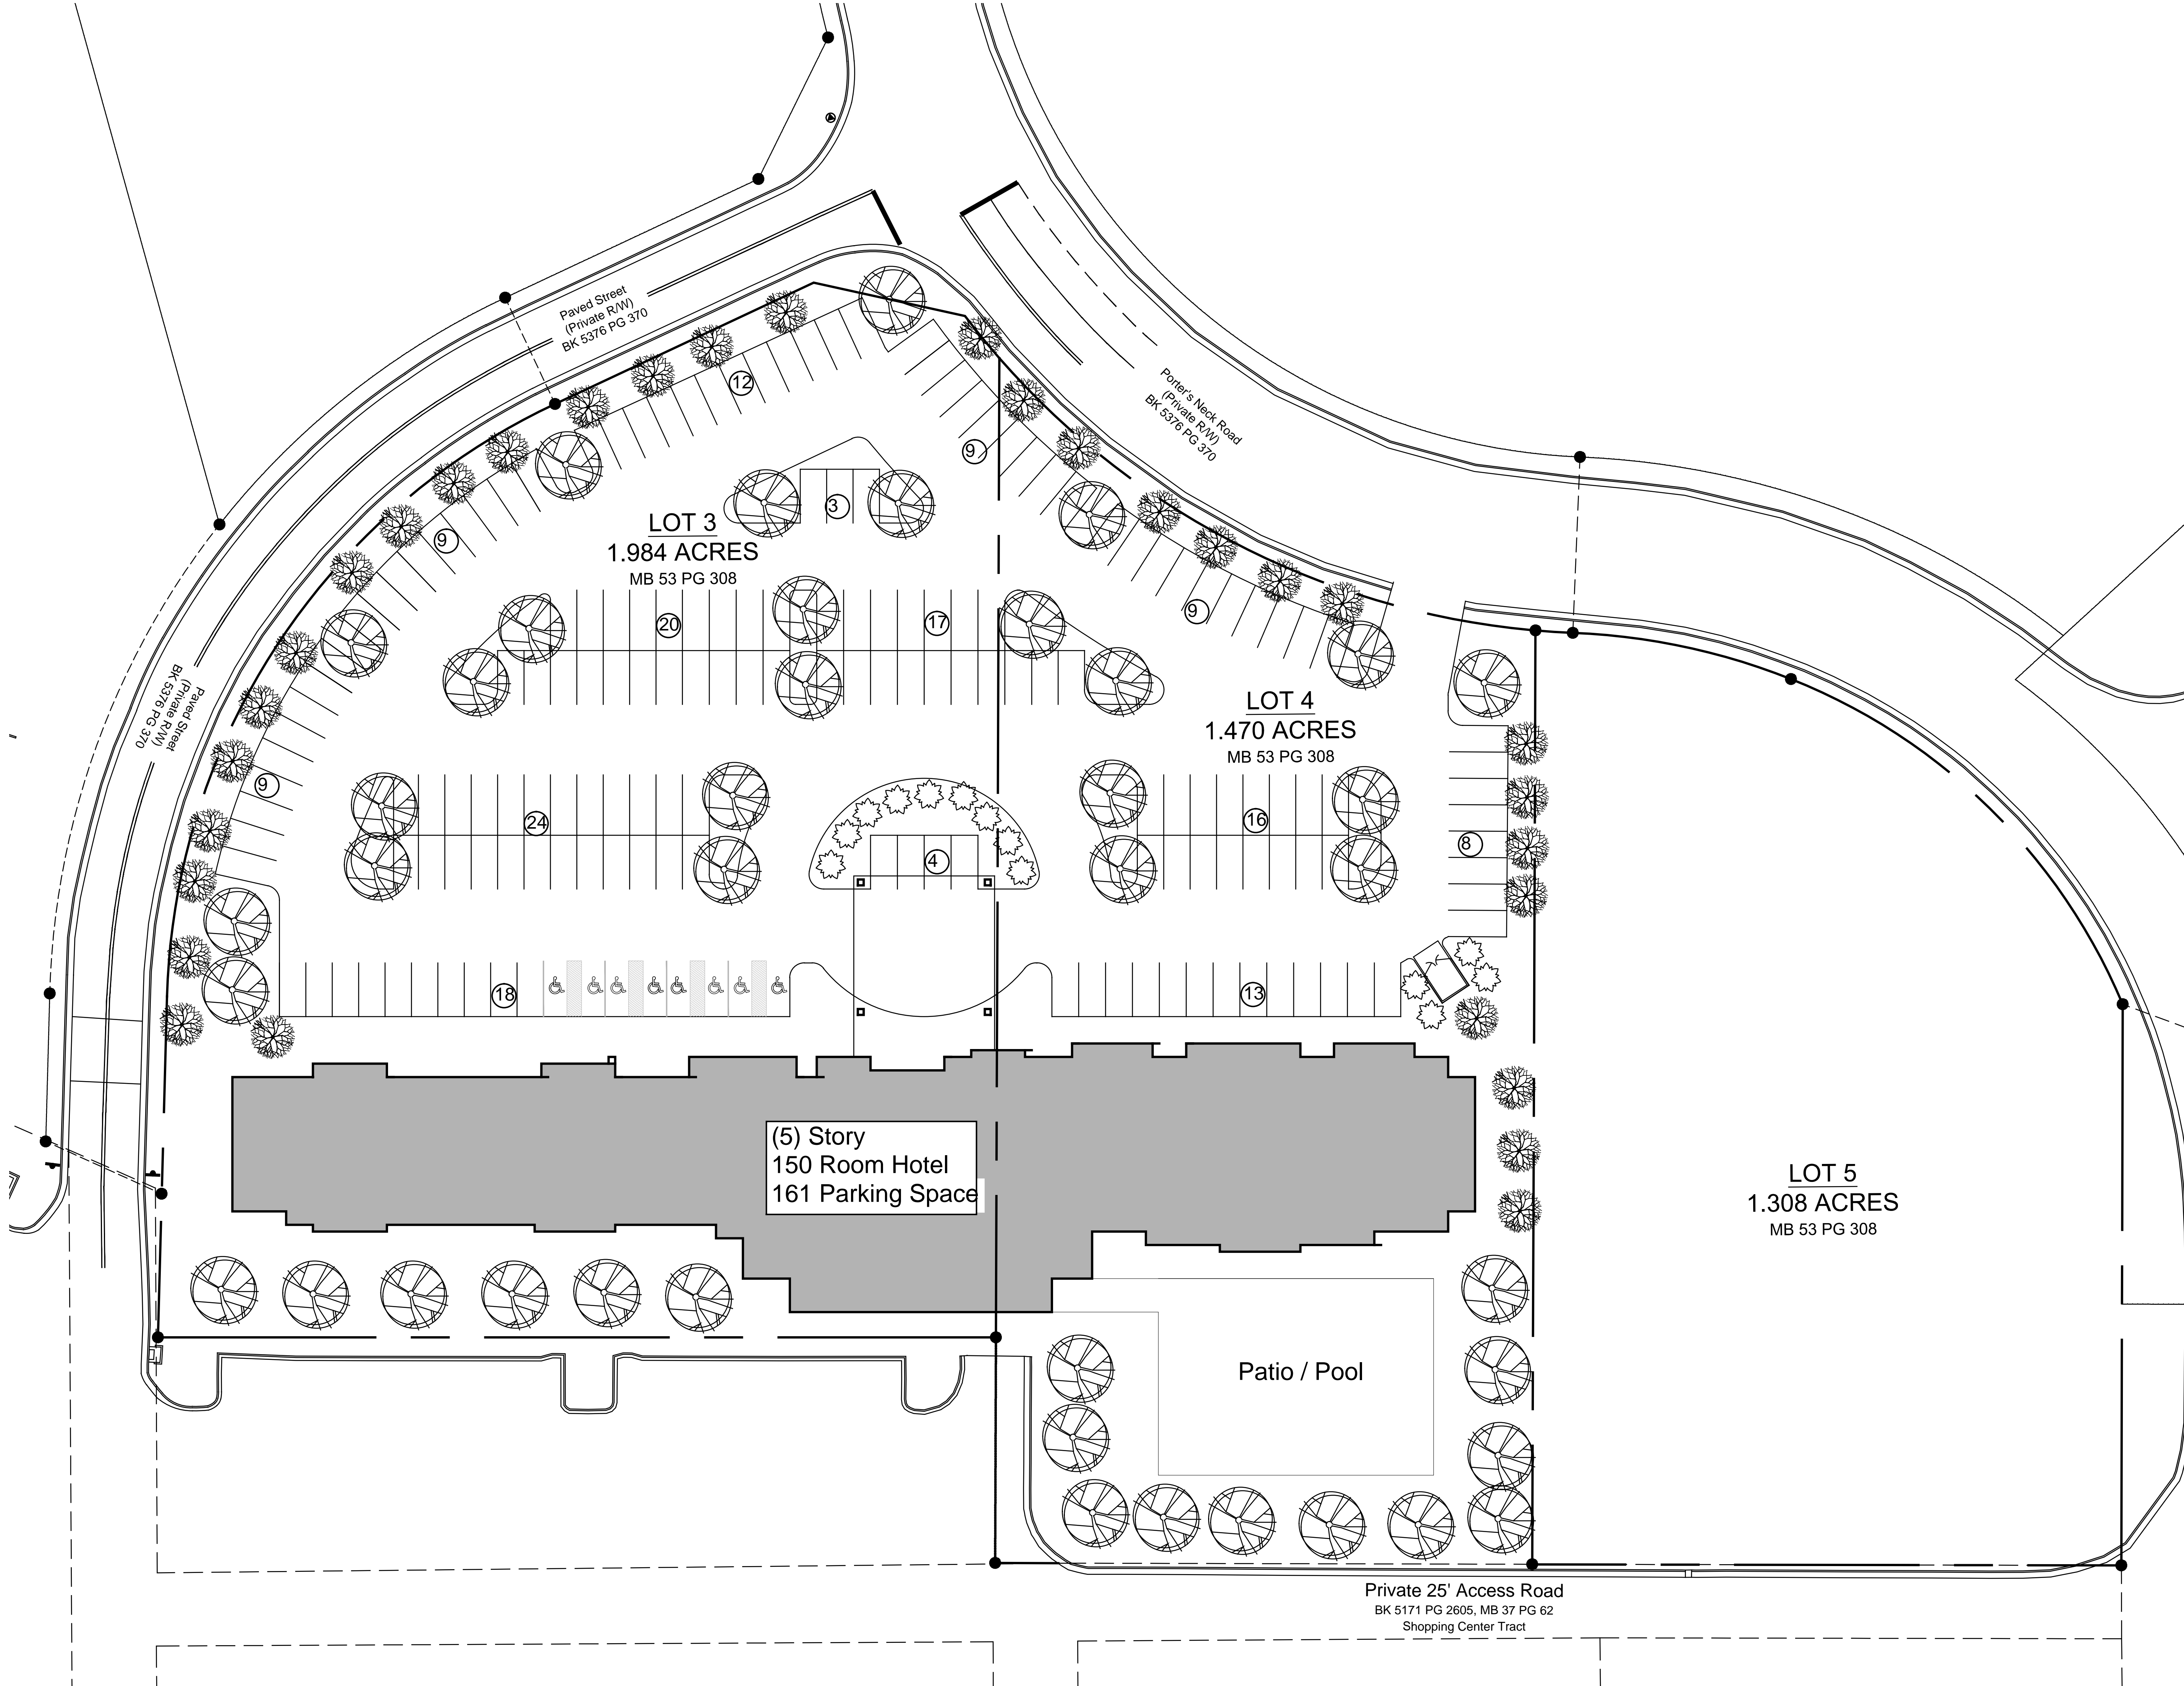 Paved Street
(Private R/W)
BK 5376 PG 370
12
Porter's Neck Road
(Private R/W)
BK 5376 PG 370
9
3
9
LOT 3
1.984 ACRES
MB 53 PG 308
9
20
17
Paved Street
(Private R/W)
BK 5376 PG 370
LOT 4
1.470 ACRES
MB 53 PG 308
9
24
16
8
4
18
13
(5) Story
150 Room Hotel
161 Parking Space
LOT 5
1.308 ACRES
MB 53 PG 308
Patio / Pool
Private 25' Access Road
BK 5171 PG 2605, MB 37 PG 62
Shopping Center Tract